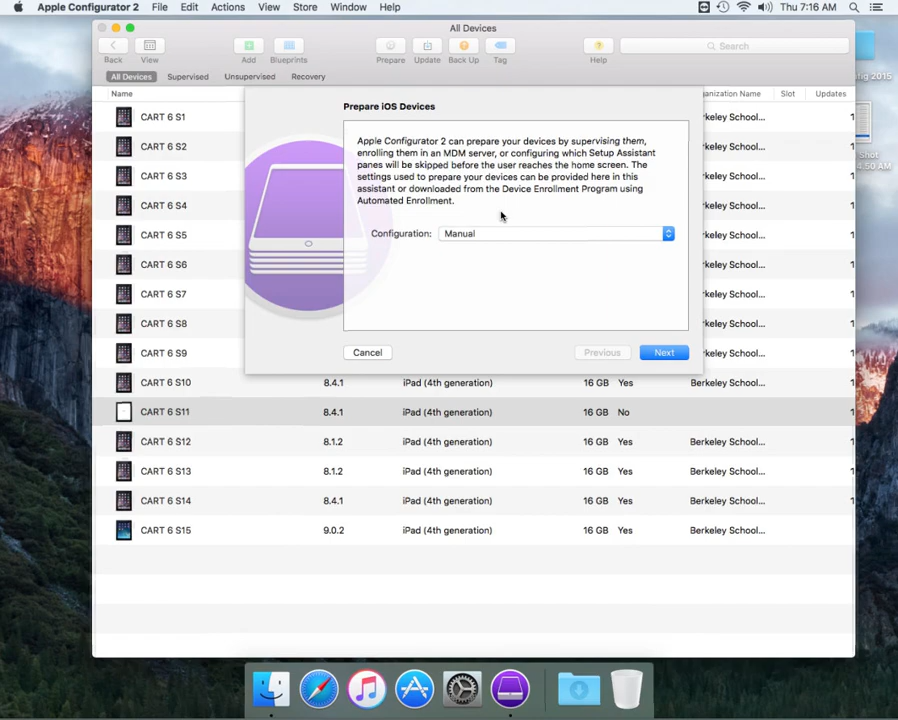 Apple Configurator 2 File Edit Actions View Store Window Help Thu 7:16 AM
All Devices
Back View Add Blueprints Prepare Update Back Up Tag Help Search
All Devices Supervised Unsupervised Recovery
Name Organization Name Slot Updates
Prepare iOS Devices
CART 6 S1 Berkeley School...
CART 6 S2 Berkeley School...
CART 6 S3 Berkeley School...
CART 6 S4 Berkeley School...
CART 6 S5 Berkeley School...
CART 6 S6 Berkeley School...
CART 6 S7 Berkeley School...
CART 6 S8 Berkeley School...
CART 6 S9 Berkeley School...
Apple Configurator 2 can prepare your devices by supervising them,
enrolling them in an MDM server, or configuring which Setup Assistant
panes will be skipped before the user reaches the home screen. The
settings used to prepare your devices can be provided here in this
assistant or downloaded from the Device Enrollment Program using
Automated Enrollment.
Configuration: Manual
Cancel Previous Next
CART 6 S10 8.4.1 iPad (4th generation) 16 GB Yes Berkeley School...
CART 6 S11 8.4.1 iPad (4th generation) 16 GB No
CART 6 S12 8.1.2 iPad (4th generation) 16 GB Yes Berkeley School...
CART 6 S13 8.1.2 iPad (4th generation) 16 GB Yes Berkeley School...
CART 6 S14 8.4.1 iPad (4th generation) 16 GB Yes Berkeley School...
CART 6 S15 9.0.2 iPad (4th generation) 16 GB Yes Berkeley School...